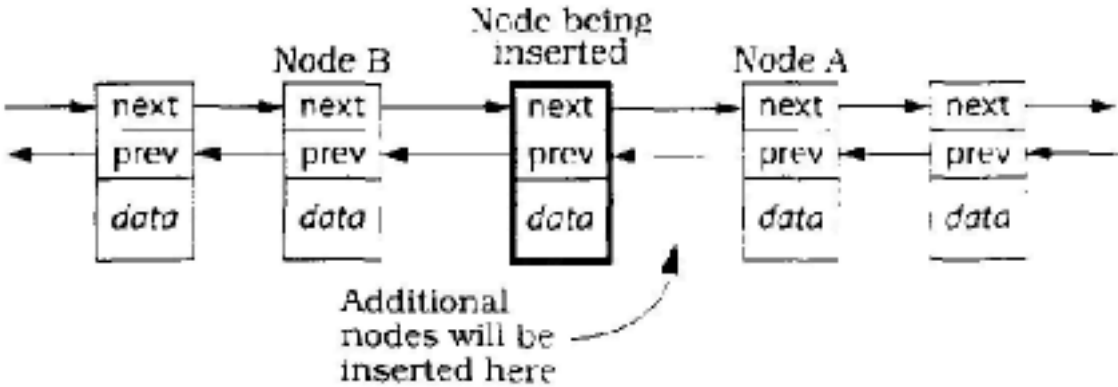 Node being
inserted
Node B
Node A
next
next
next
next
next
prev
prev
prev
prev
prev
data
data
data
data
data
Additional
nodes will be
inserted here